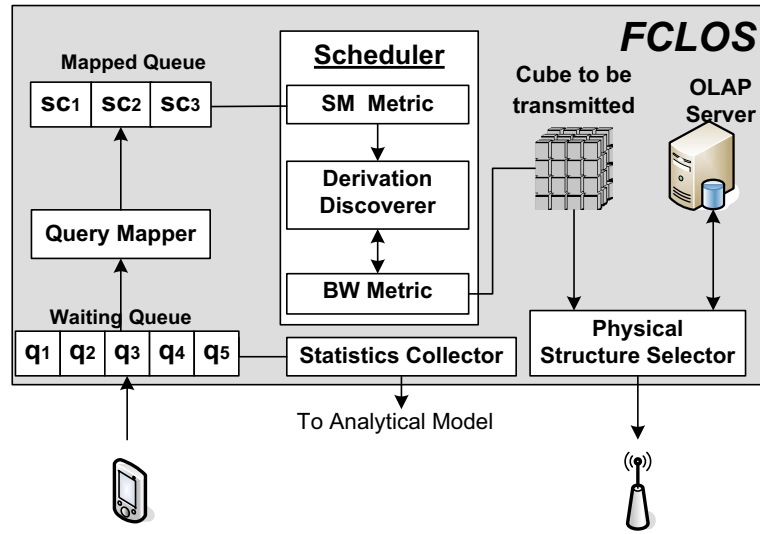 FCLOS
Mapped Queue
sc1 sc2 sc3
Scheduler
SM Metric
Derivation
Discoverer
BW Metric
Cube to be
transmitted
OLAP
Server
Query Mapper
Waiting Queue
q1 q2 q3 q4 q5
Statistics Collector
Physical
Structure Selector
To Analytical Model